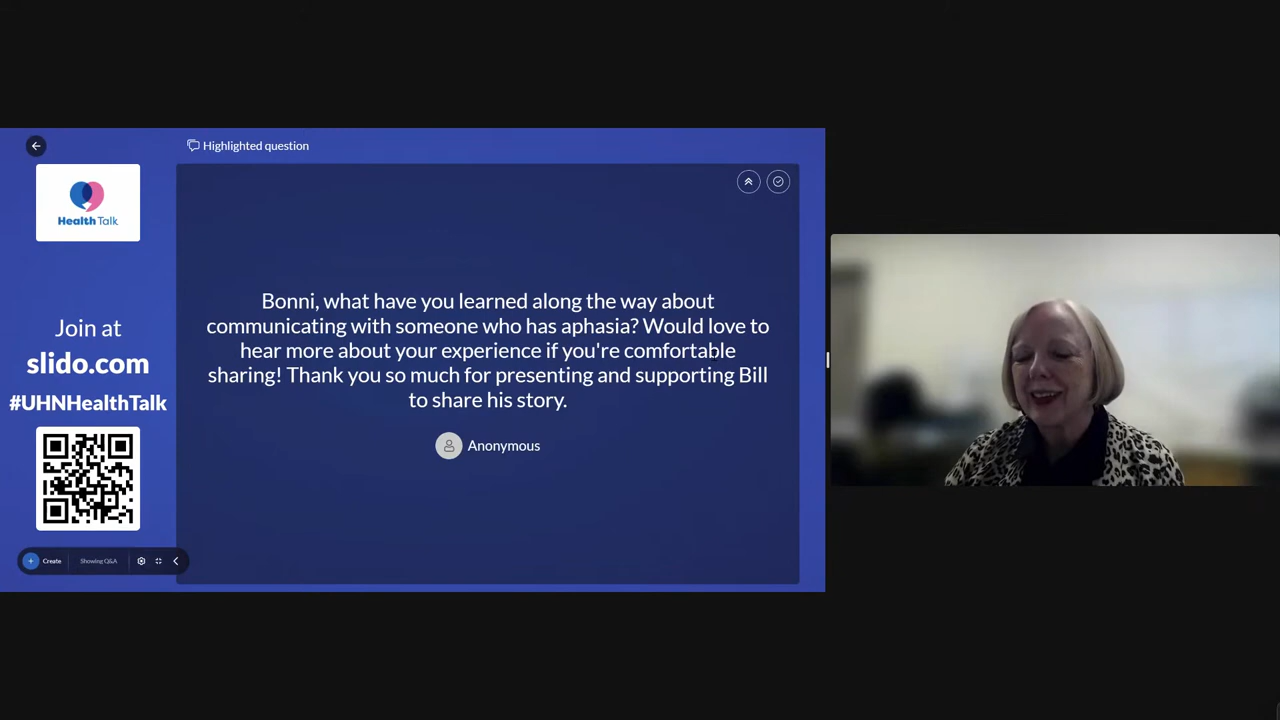 Highlighted question
Health Talk
Join at
slido.com
#UHNHealthTalk
Bonni, what have you learned along the way about
communicating with someone who has aphasia? Would love to
hear more about your experience if you're comfortable
sharing! Thank you so much for presenting and supporting Bill
to share his story.
Anonymous
Create
Showing Q&A